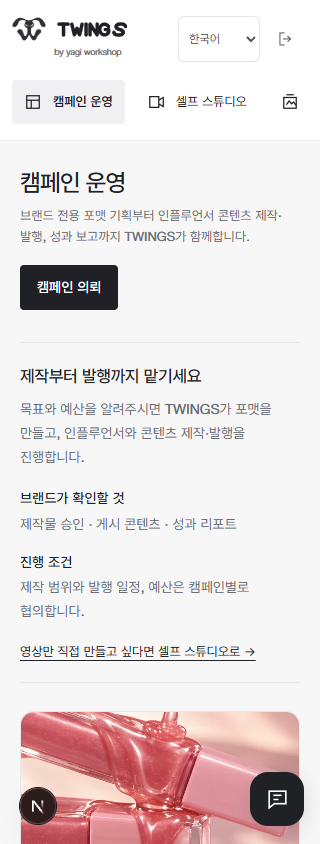 TWINGS
by yagi workshop
한국어
캠페인 운영
셀프 스튜디오
캠페인 운영
브랜드 전용 포맷 기획부터 인플루언서 콘텐츠 제작·
발행, 성과 보고까지 TWINGS가 함께합니다.
캠페인 의뢰
제작부터 발행까지 맡기세요
목표와 예산을 알려주시면 TWINGS가 포맷을
만들고, 인플루언서와 콘텐츠 제작·발행을
진행합니다.
브랜드가 확인할 것
제작물 승인 · 게시 콘텐츠 · 성과 리포트
진행 조건
제작 범위와 발행 일정, 예산은 캠페인별로
협의합니다.
영상만 직접 만들고 싶다면 셀프 스튜디오로 →
N